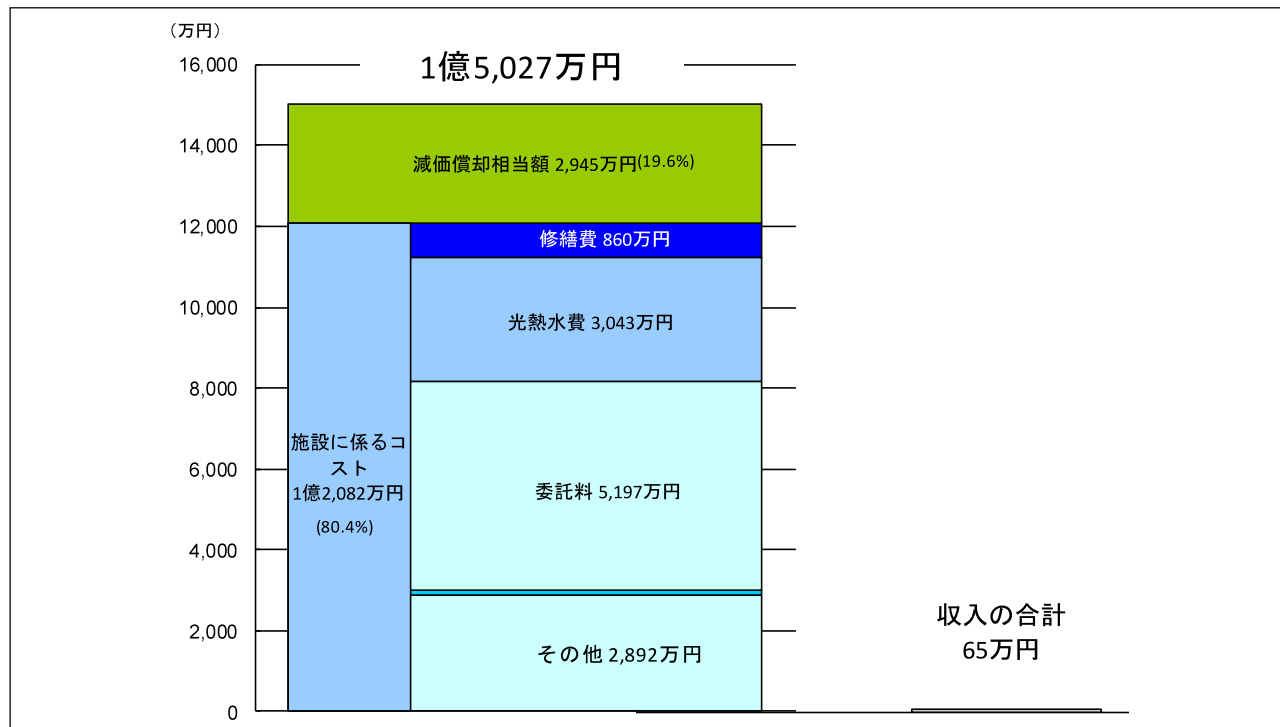 （万円）
1億5,027万円
16,000
14,000
12,000
10,000
8,000
6,000
4,000
2,000
0
減価償却相当額 2,945万円(19.6%)
修繕費 860万円
光熱水費 3,043万円
施設に係るコ
スト
1億2,082万円
(80.4%)
委託料 5,197万円
その他 2,892万円
収入の合計
65万円